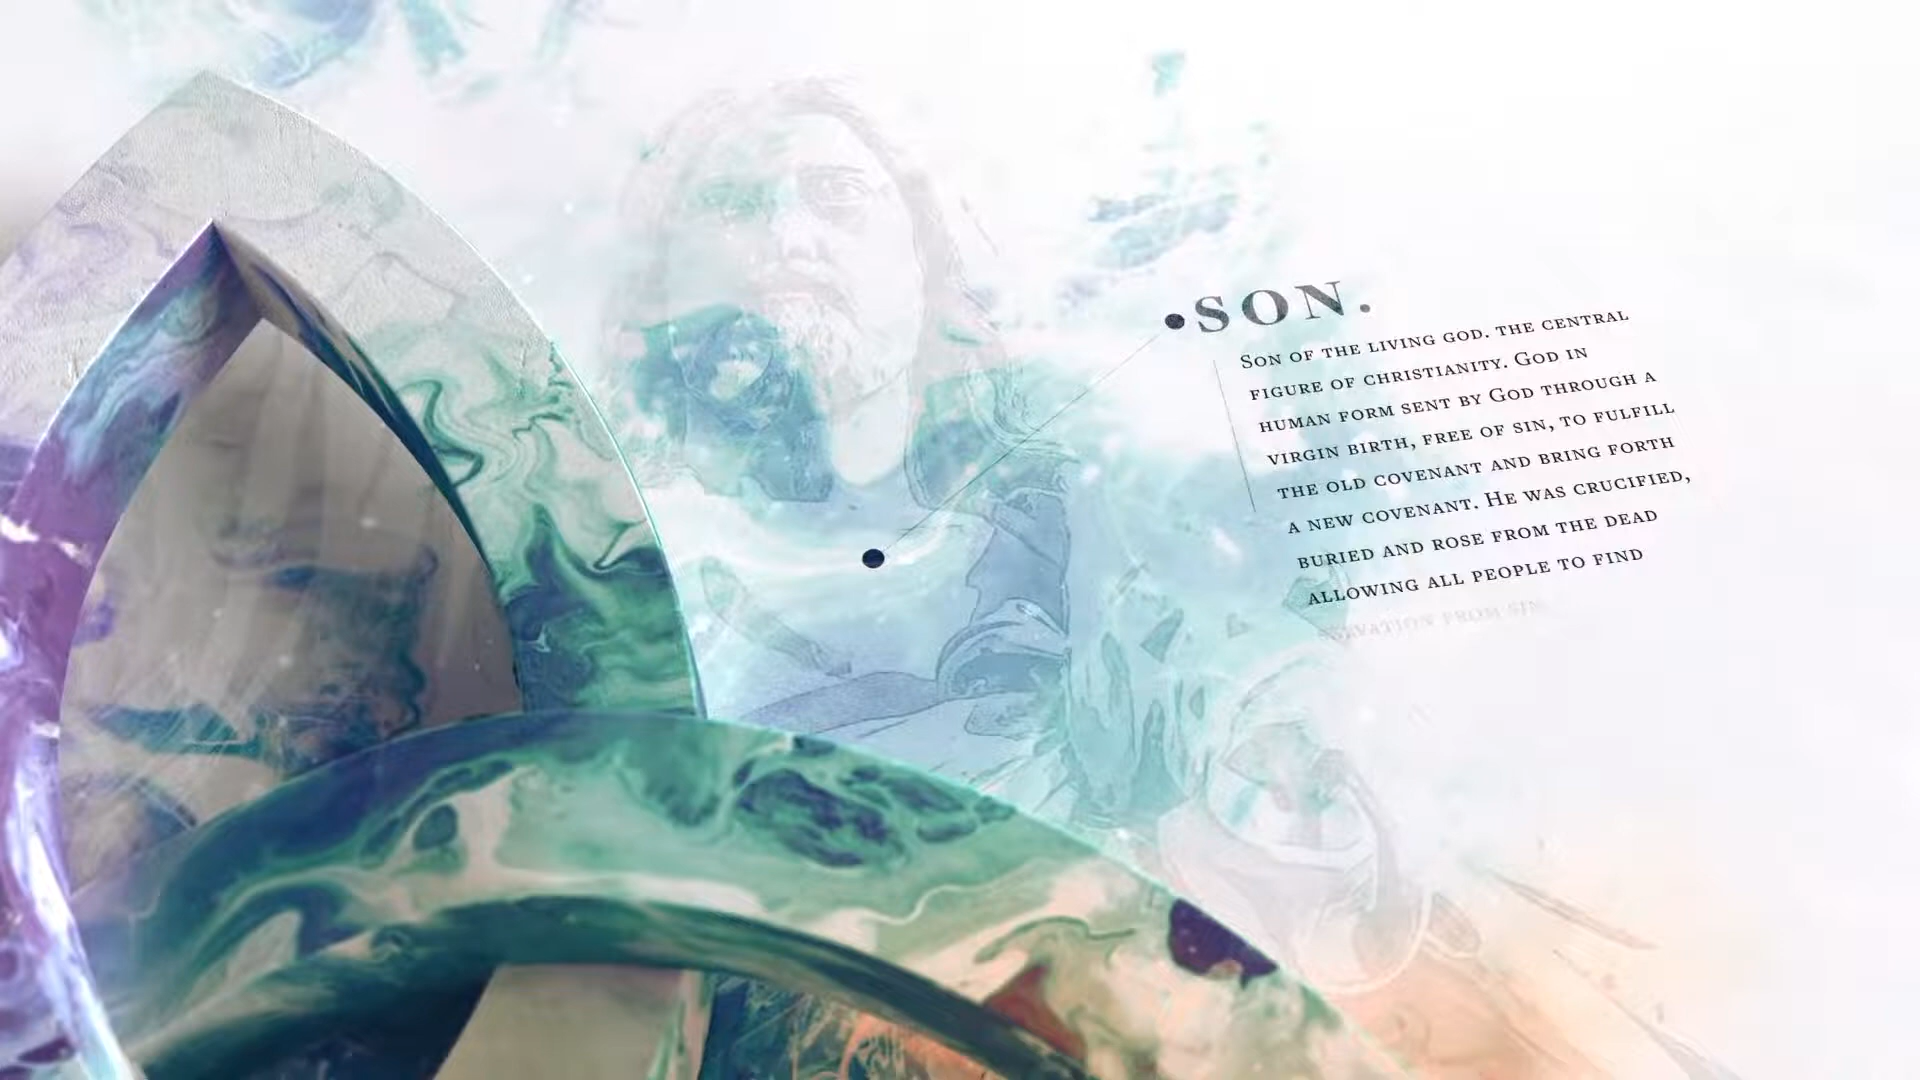 SON.
SON OF THE LIVING GOD. THE CENTRAL
FIGURE OF CHRISTIANITY. GOD IN
HUMAN FORM SENT BY GOD THROUGH A
VIRGIN BIRTH, FREE OF SIN, TO FULFILL
THE OLD COVENANT AND BRING FORTH
A NEW COVENANT. HE WAS CRUCIFIED,
BURIED AND ROSE FROM THE DEAD
ALLOWING ALL PEOPLE TO FIND
FROM SIN